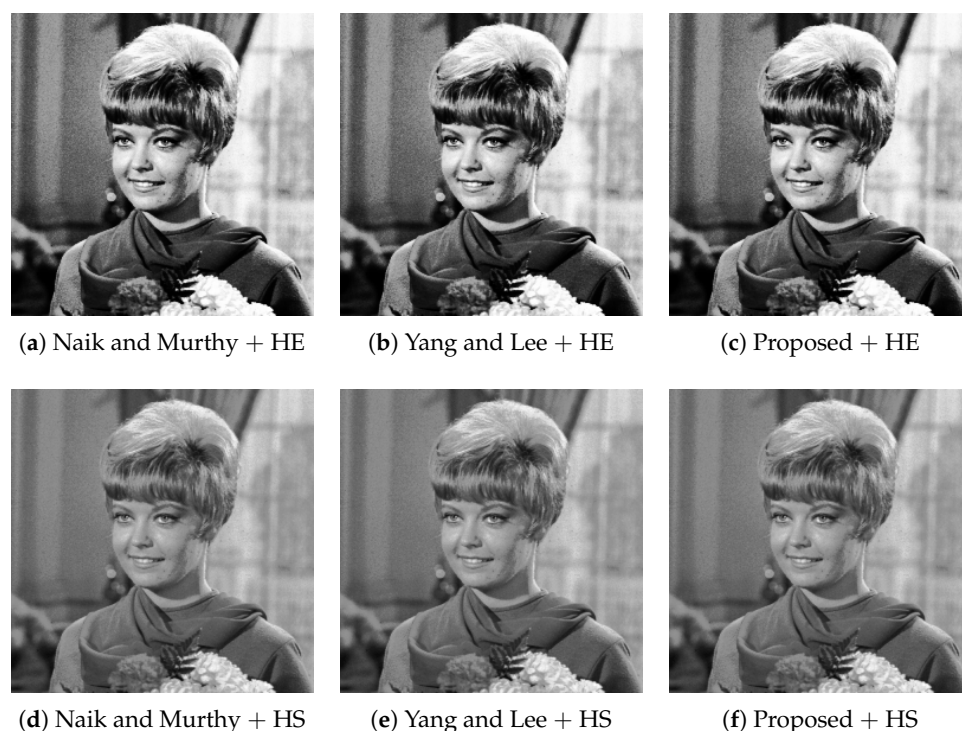 (a) Naik and Murthy + HE
(b) Yang and Lee + HE
(c) Proposed + HE
(d) Naik and Murthy + HS
(e) Yang and Lee + HS
(f) Proposed + HS